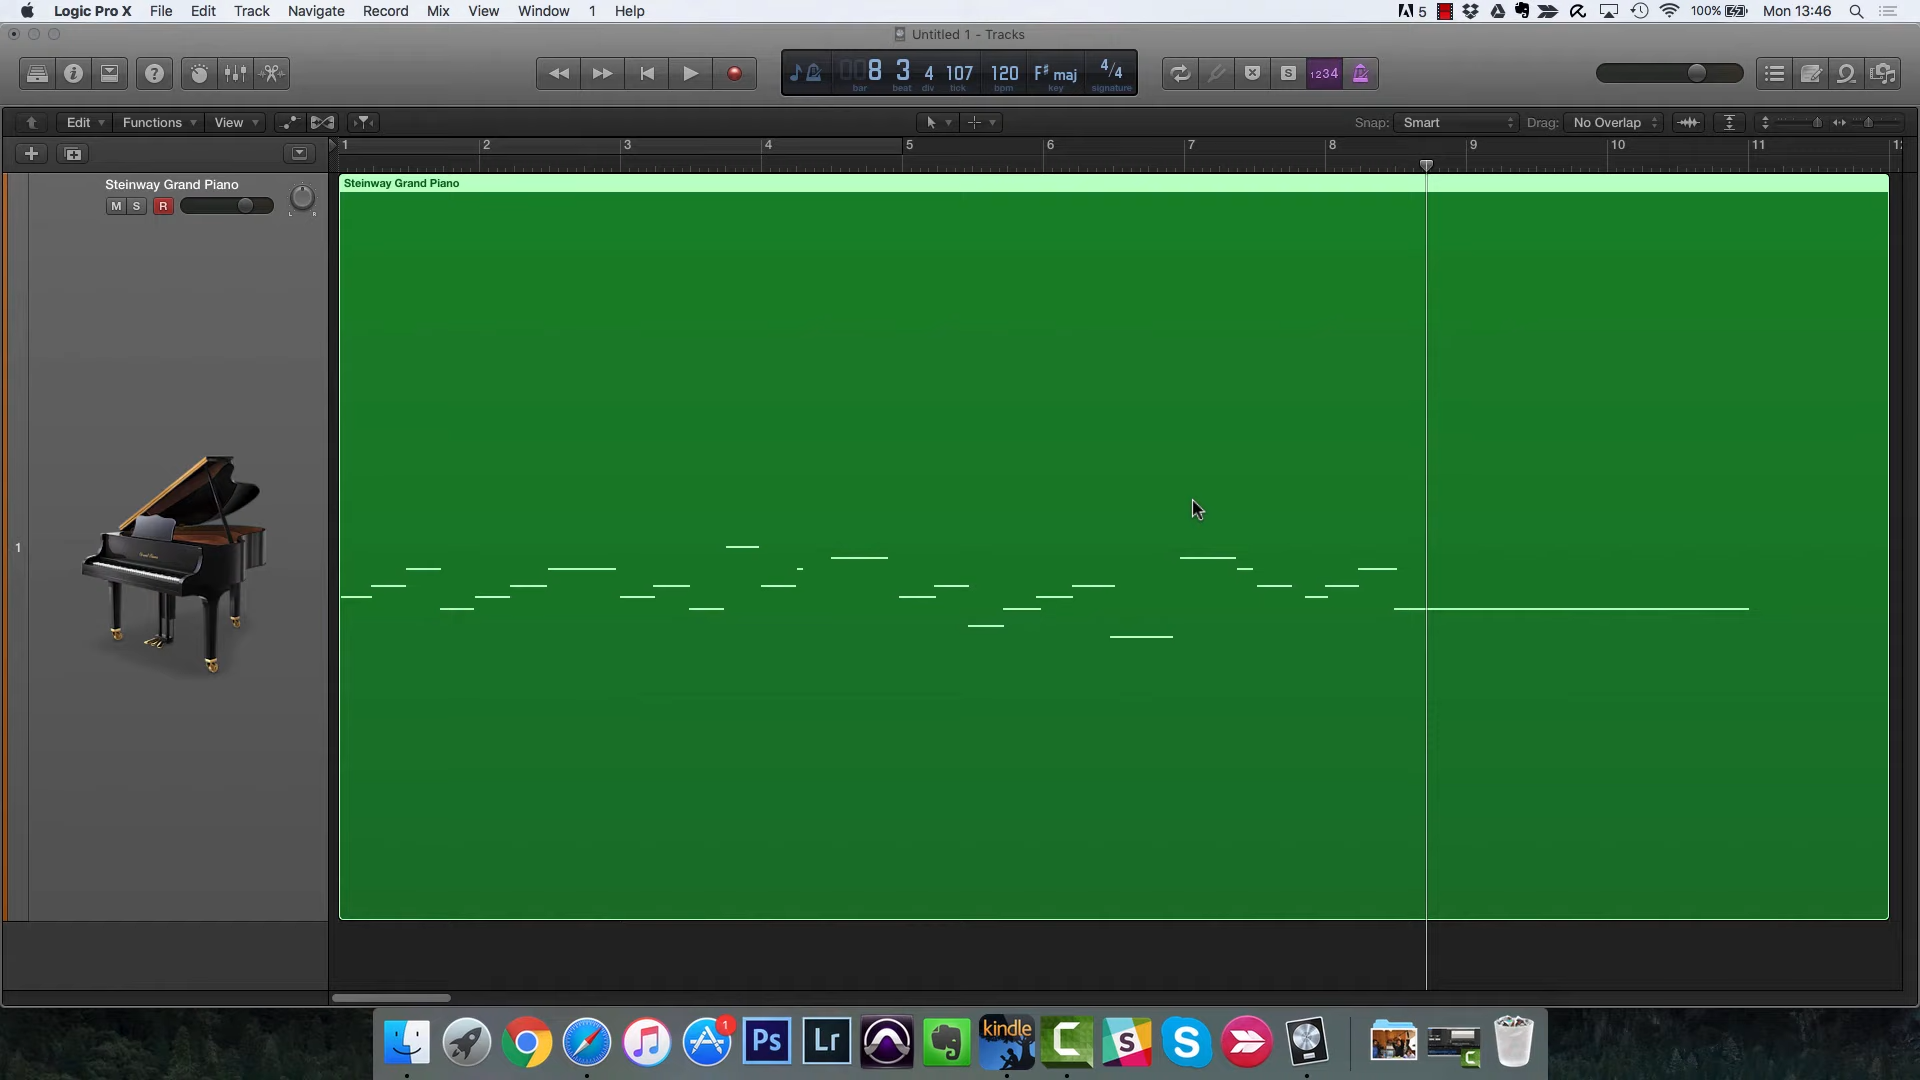 Logic Pro X File Edit Track Navigate Record Mix View Window 1 Help 5 100% Mon 13:46
Untitled 1 - Tracks
8 3 4 107 120 F♯ maj 4/4 S 1234
bar beat div tick bpm key signature
Edit Functions View Snap: Smart Drag: No Overlap
1 2 3 4 5 6 7 8 9 10 11
Steinway Grand Piano
Steinway Grand Piano
M S R
L R
1
1
Ps Lr kindle C S S